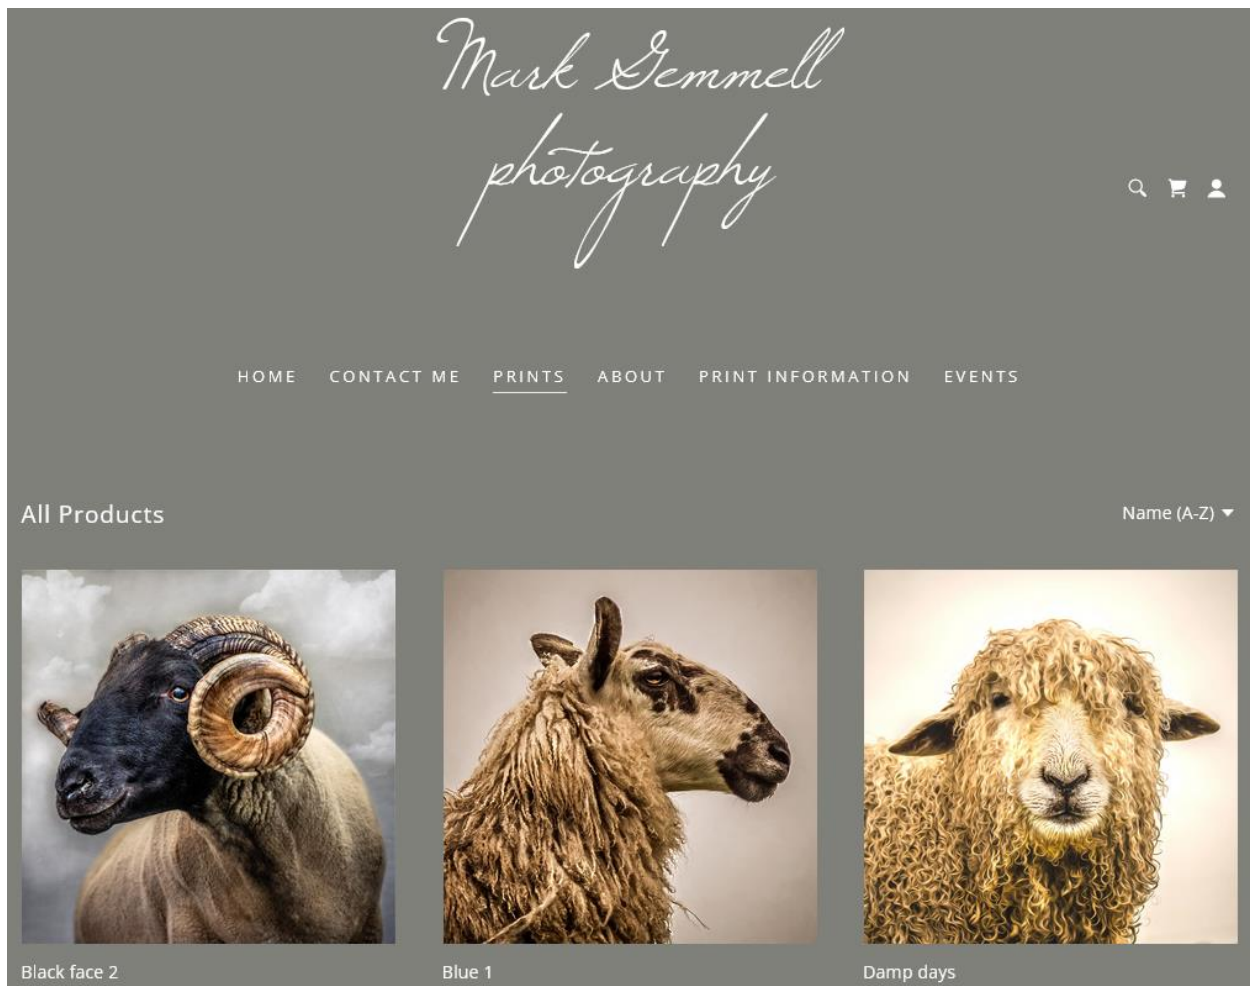 Mark Gemmell
photography
HOME CONTACT ME PRINTS ABOUT PRINT INFORMATION EVENTS
All Products
Name (A-Z)
Black face 2
Blue 1
Damp days